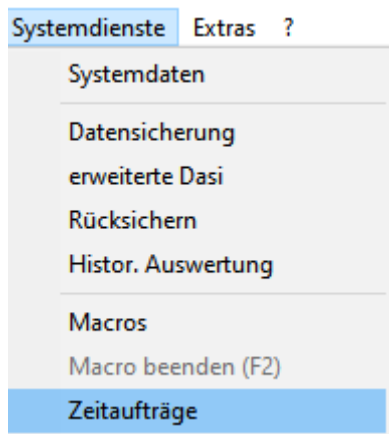 Systemdienste Extras ?
Systemdaten
Datensicherung
erweiterte Dasi
Rücksichern
Histor. Auswertung
Macros
Macro beenden (F2)
Zeitaufträge